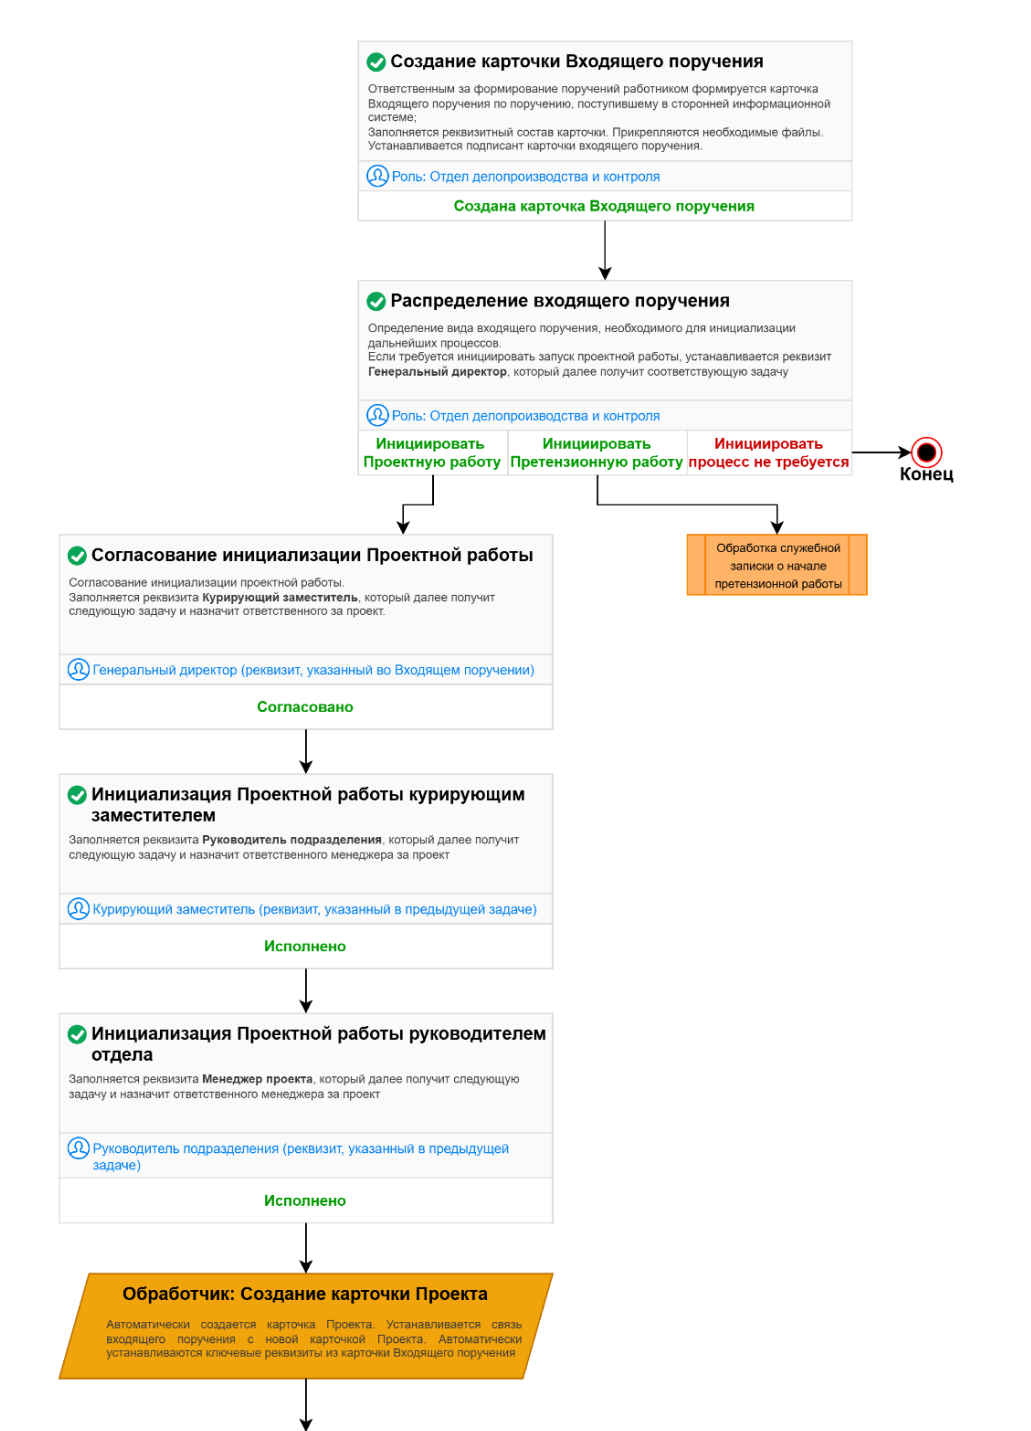 Создание карточки Входящего поручения
Ответственным за формирование поручений работником формируется карточка
Входящего поручения по поручению, поступившему в сторонней информационной
системе;
Заполняется реквизитный состав карточки. Прикрепляются необходимые файлы.
Устанавливается подписант карточки входящего поручения.
Роль: Отдел делопроизводства и контроля
Создана карточка Входящего поручения
Распределение входящего поручения
Определение вида входящего поручения, необходимого для инициализации
дальнейших процессов.
Если требуется инициировать запуск проектной работы, устанавливается реквизит
Генеральный директор, который далее получит соответствующую задачу
Роль: Отдел делопроизводства и контроля
Инициировать
Проектную работу
Инициировать
Претензионную работу
Инициировать
процесс не требуется
Конец
Обработка служебной
записки о начале
претензионной работы
Согласование инициализации Проектной работы
Согласование инициализации проектной работы.
Заполняется реквизита Курирующий заместитель, который далее получит
следующую задачу и назначит ответственного за проект.
Генеральный директор (реквизит, указанный во Входящем поручении)
Согласовано
Инициализация Проектной работы курирующим
заместителем
Заполняется реквизита Руководитель подразделения, который далее получит
следующую задачу и назначит ответственного менеджера за проект
Курирующий заместитель (реквизит, указанный в предыдущей задаче)
Исполнено
Инициализация Проектной работы руководителем
отдела
Заполняется реквизита Менеджер проекта, который далее получит следующую
задачу и назначит ответственного менеджера за проект
Руководитель подразделения (реквизит, указанный в предыдущей
задаче)
Исполнено
Обработчик: Создание карточки Проекта
Автоматически создается карточка Проекта. Устанавливается связь
входящего поручения с новой карточкой Проекта. Автоматически
устанавливаются ключевые реквизиты из карточки Входящего поручения